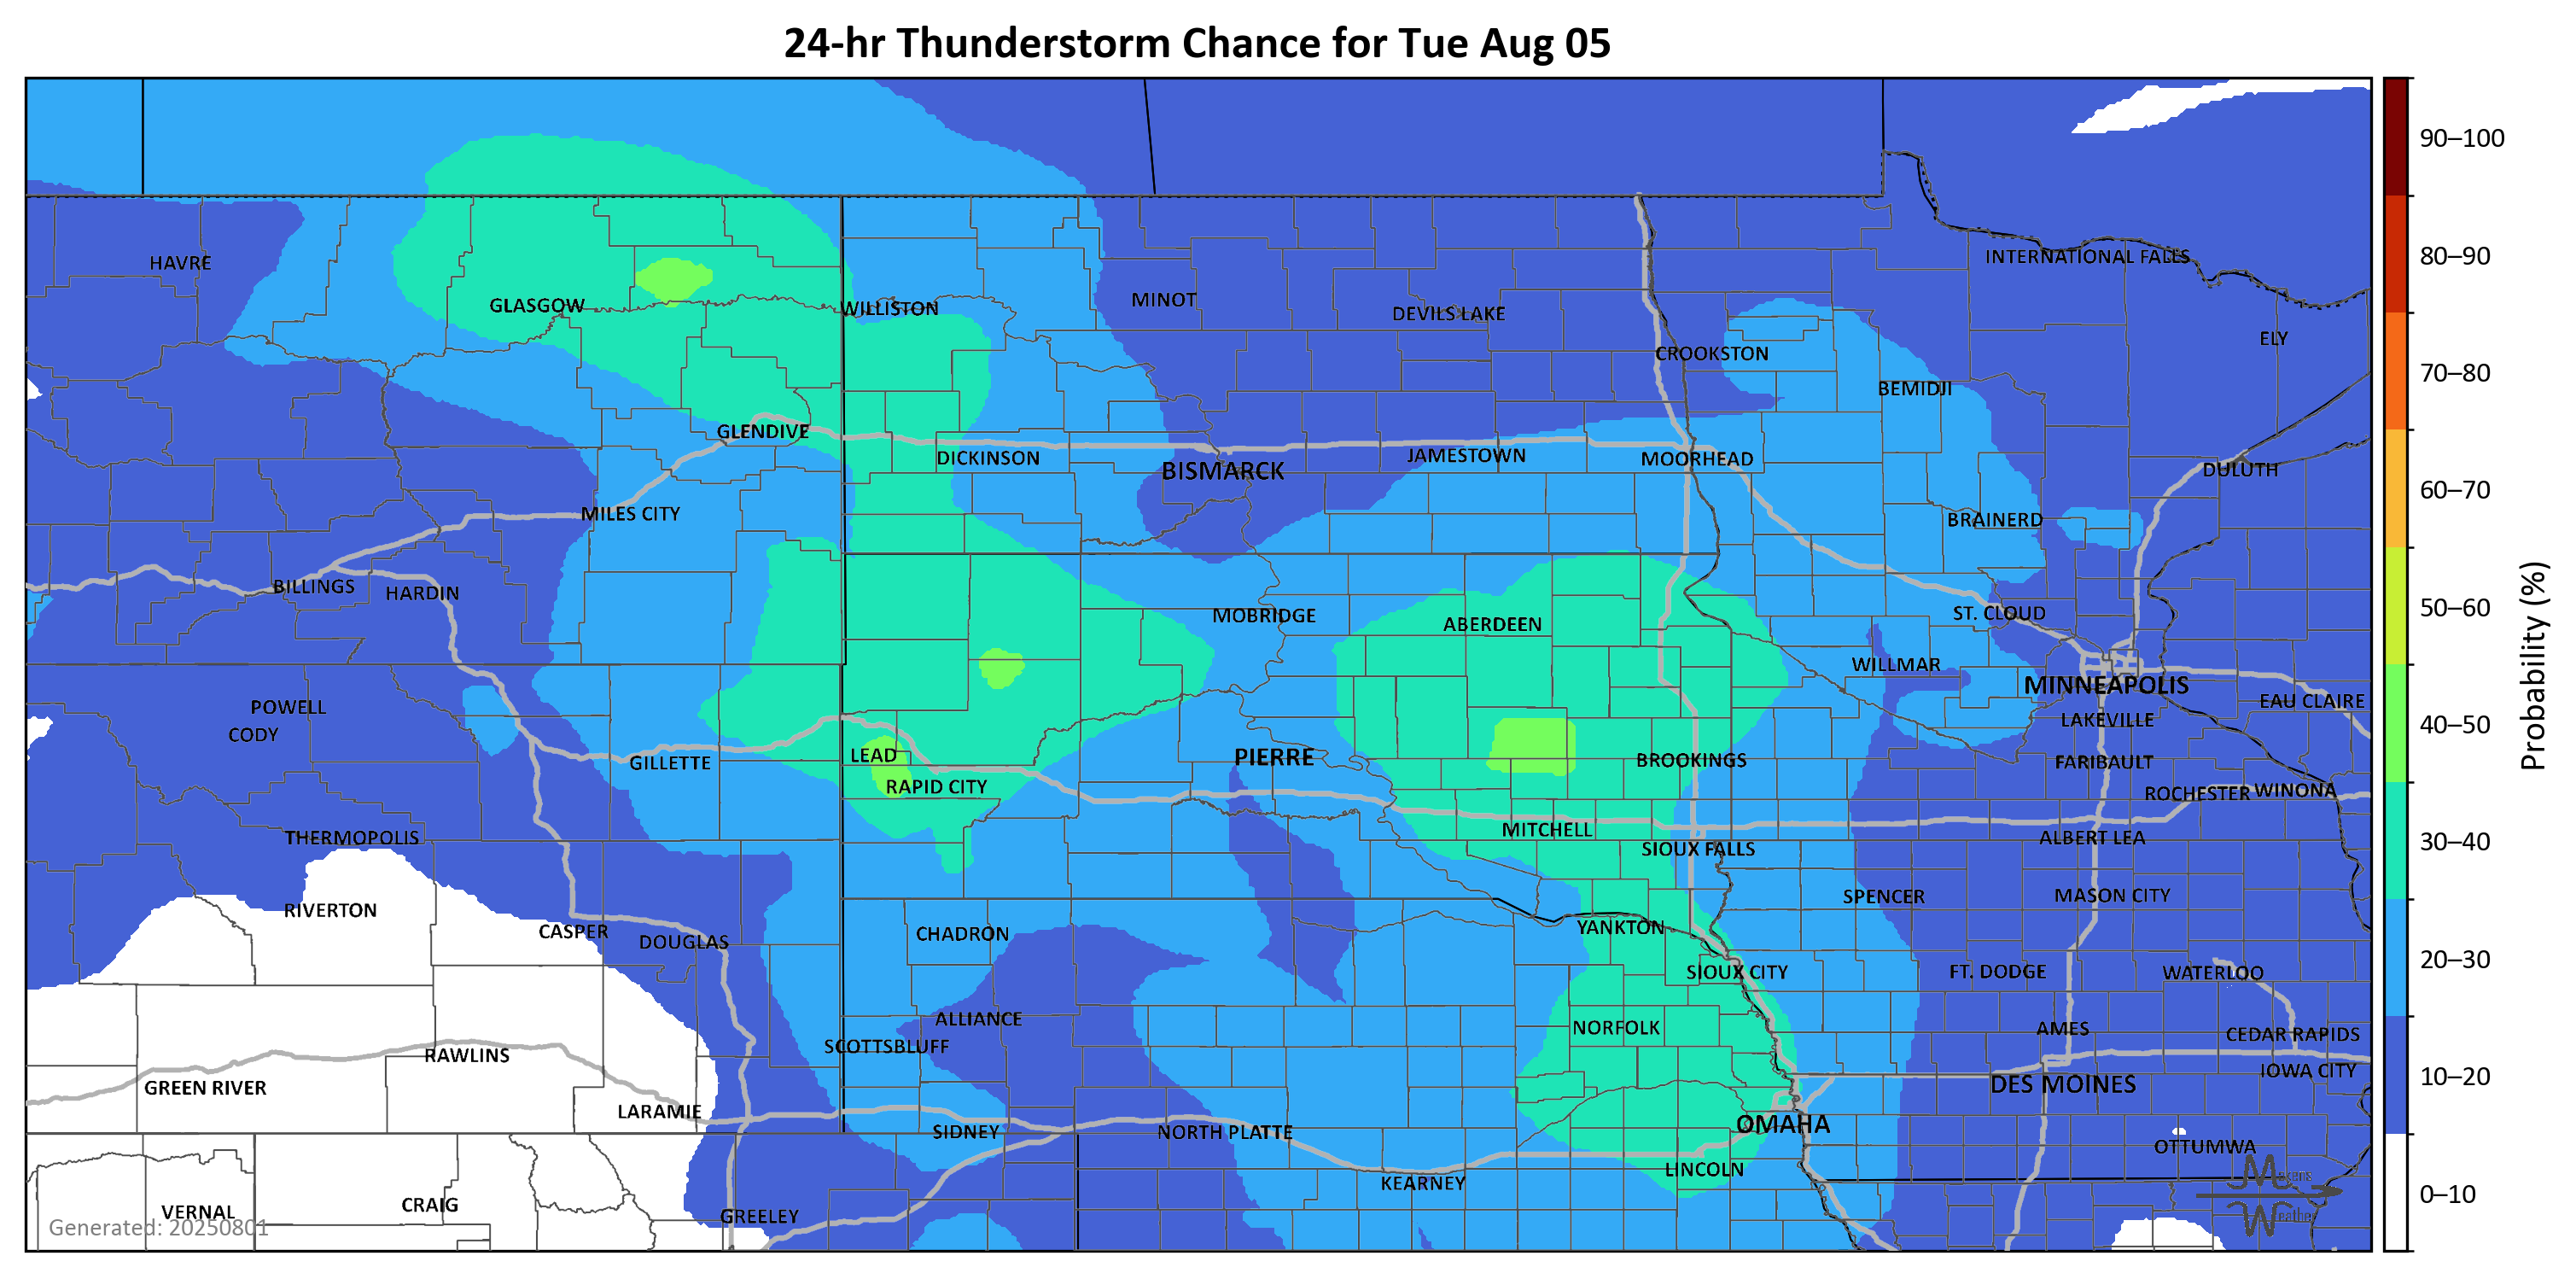 24-hr Thunderstorm Chance for Tue Aug 05
90–100
80–90
70–80
60–70
50–60
40–50
30–40
20–30
10–20
0–10
Probability (%)
INTERNATIONAL FALLS
HAVRE
MINOT
GLASGOW
WILLISTON
DEVILS LAKE
ELY
CROOKSTON
BEMIDJI
GLENDIVE
DICKINSON
JAMESTOWN
MOORHEAD
BISMARCK
DULUTH
MILES CITY
BRAINERD
BILLINGS
HARDIN
MOBRIDGE
ABERDEEN
ST. CLOUD
WILLMAR
MINNEAPOLIS
EAU CLAIRE
POWELL
LAKEVILLE
CODY
LEAD
PIERRE
GILLETTE
BROOKINGS
FARIBAULT
RAPID CITY
ROCHESTER
WINONA
THERMOPOLIS
MITCHELL
ALBERT LEA
SIOUX FALLS
SPENCER
MASON CITY
RIVERTON
CASPER
DOUGLAS
CHADRON
YANKTON
SIOUX CITY
FT. DODGE
WATERLOO
ALLIANCE
NORFOLK
AMES
CEDAR RAPIDS
SCOTTSBLUFF
RAWLINS
IOWA CITY
GREEN RIVER
DES MOINES
LARAMIE
OMAHA
SIDNEY
NORTH PLATTE
OTTUMWA
LINCOLN
KEARNEY
CRAIG
VERNAL
GREELEY
Generated: 20250801
Weather